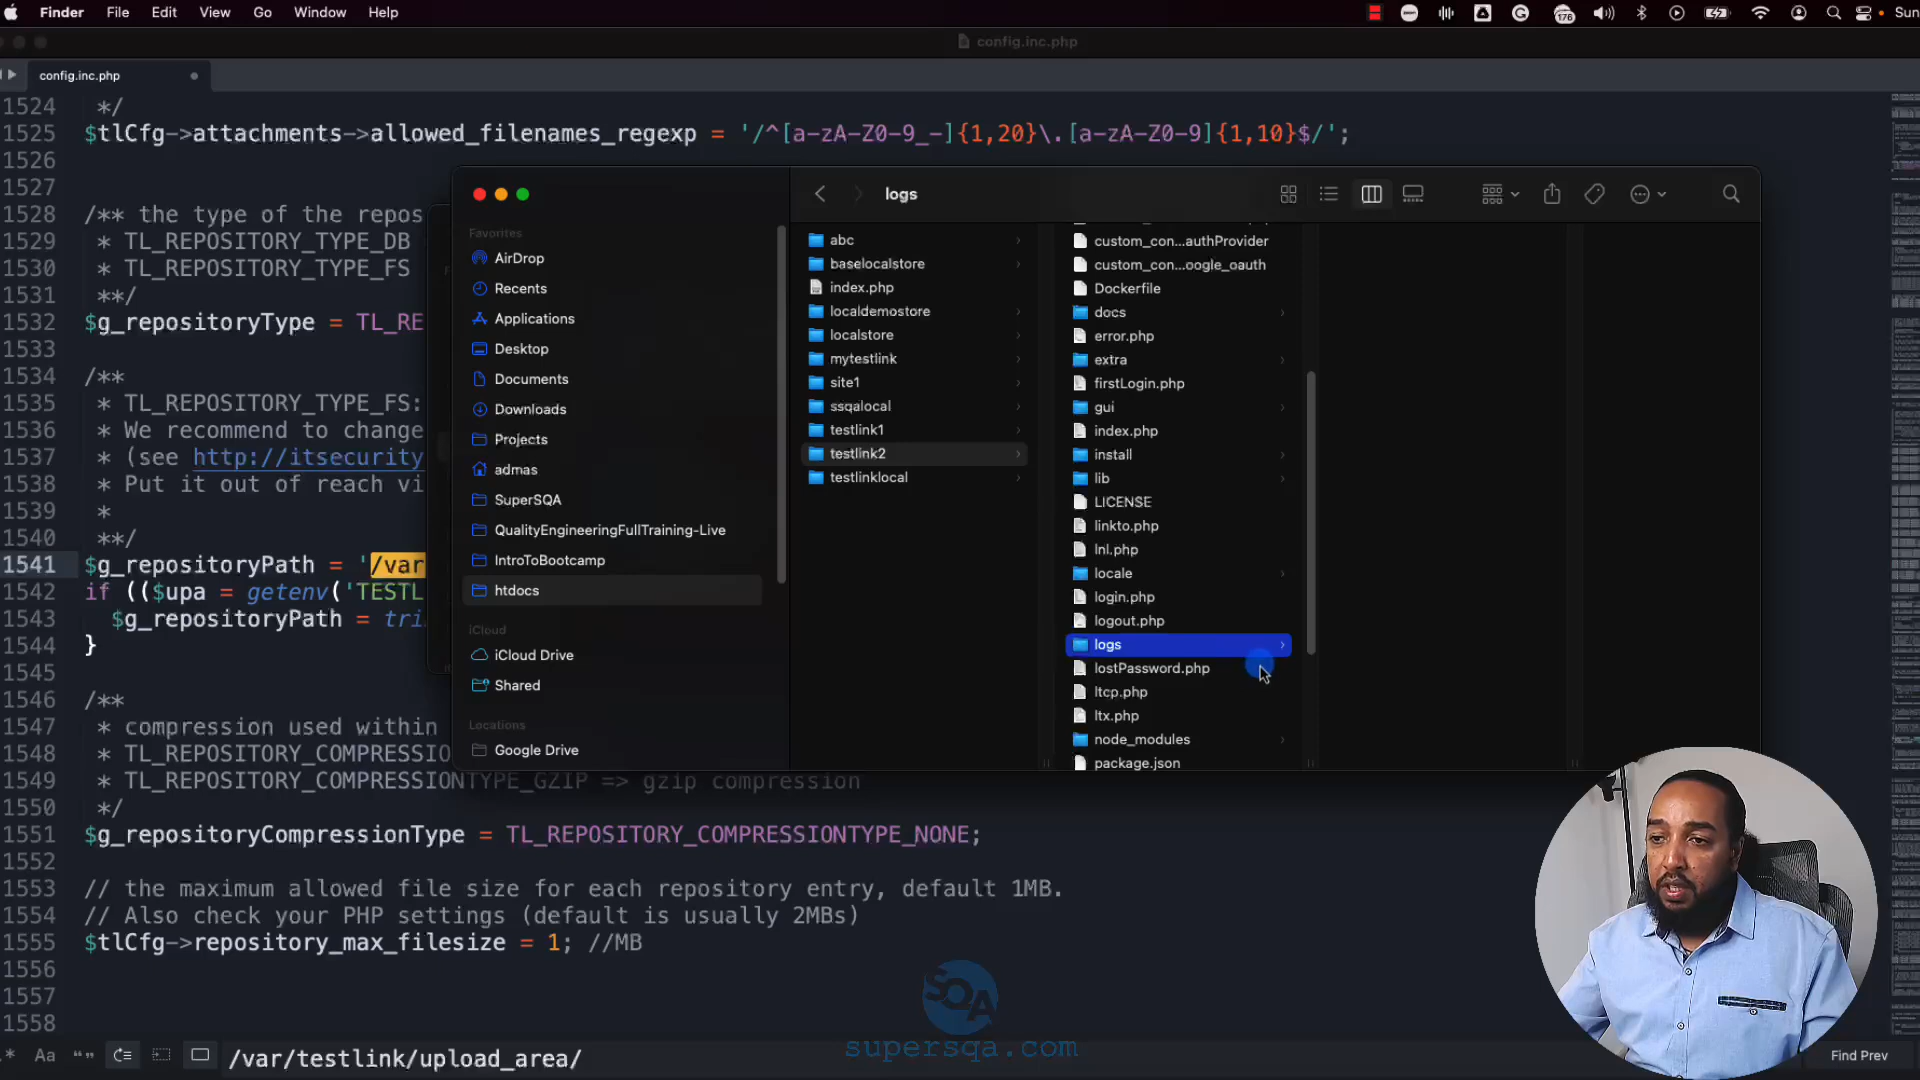 Finder File Edit View Go Window Help
176
Sun
config.inc.php
config.inc.php
1524 */
1525 $tlCfg->attachments->allowed_filenames_regexp = '/^[a-zA-Z0-9_-]{1,20}\.[a-zA-Z0-9]{1,10}$/';
1526
1527
1528 /** the type of the repos
1529 * TL_REPOSITORY_TYPE_DB
1530 * TL_REPOSITORY_TYPE_FS
1531 **/
1532 $g_repositoryType = TL_RE
1533
1534 /**
1535 * TL_REPOSITORY_TYPE_FS:
1536 * We recommend to change
1537 * (see http://itsecurity
1538 * Put it out of reach vi
1539 *
1540 **/
1541 $g_repositoryPath = '/var
1542 if (($upa = getenv('TESTL
1543 $g_repositoryPath = tri
1544 }
1545
1546 /**
1547 * compression used within
1548 * TL_REPOSITORY_COMPRESSIO
1549 * TL_REPOSITORY_COMPRESSIONTYPE_GZIP => gzip compression
1550 */
1551 $g_repositoryCompressionType = TL_REPOSITORY_COMPRESSIONTYPE_NONE;
1552
1553 // the maximum allowed file size for each repository entry, default 1MB.
1554 // Also check your PHP settings (default is usually 2MBs)
1555 $tlCfg->repository_max_filesize = 1; //MB
1556
1557
1558
logs
Favorites
AirDrop
Recents
Applications
Desktop
Documents
Downloads
Projects
admas
SuperSQA
QualityEngineeringFullTraining-Live
IntroToBootcamp
htdocs
iCloud
iCloud Drive
Shared
Locations
Google Drive
abc
baselocalstore
index.php
localdemostore
localstore
mytestlink
site1
ssqalocal
testlink1
testlink2
testlinklocal
custom_con...authProvider
custom_con...oogle_oauth
Dockerfile
docs
error.php
extra
firstLogin.php
gui
index.php
install
lib
LICENSE
linkto.php
lnl.php
locale
login.php
logout.php
logs
lostPassword.php
ltcp.php
ltx.php
node_modules
package.json
SQA
supersqa.com
.* Aa “” /var/testlink/upload_area/ Find Prev